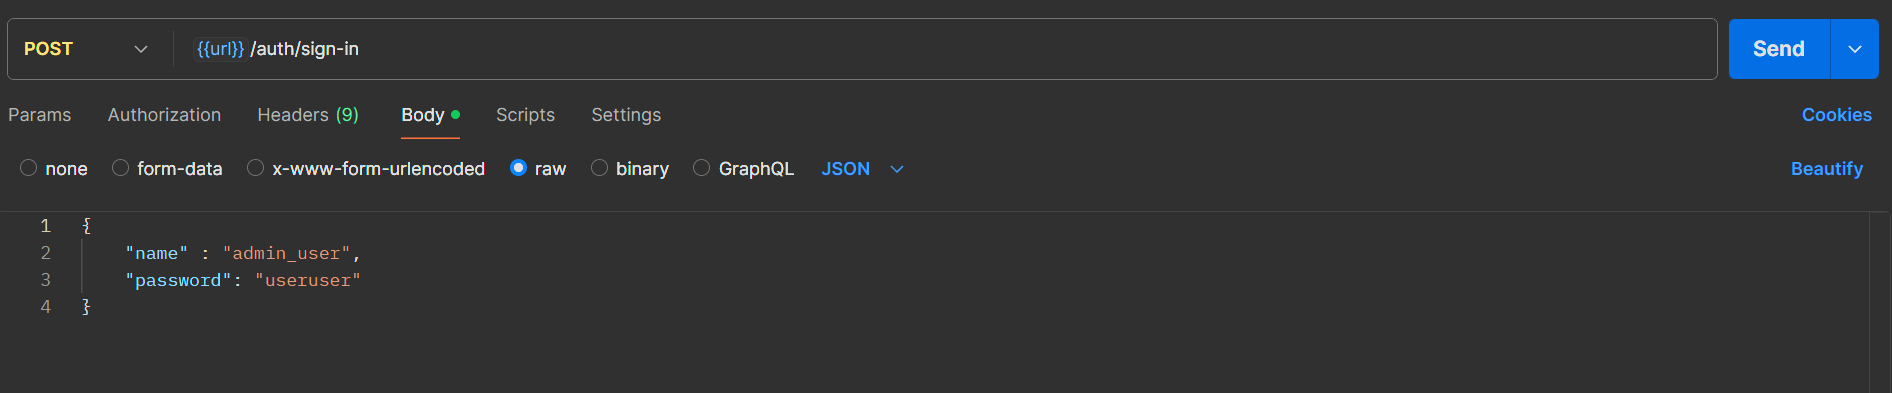 POST {{url}}/auth/sign-in Send
Params Authorization Headers (9) Body Scripts Settings Cookies
none form-data x-www-form-urlencoded raw binary GraphQL JSON Beautify
1 {
2 "name" : "admin_user",
3 "password": "useruser"
4 }